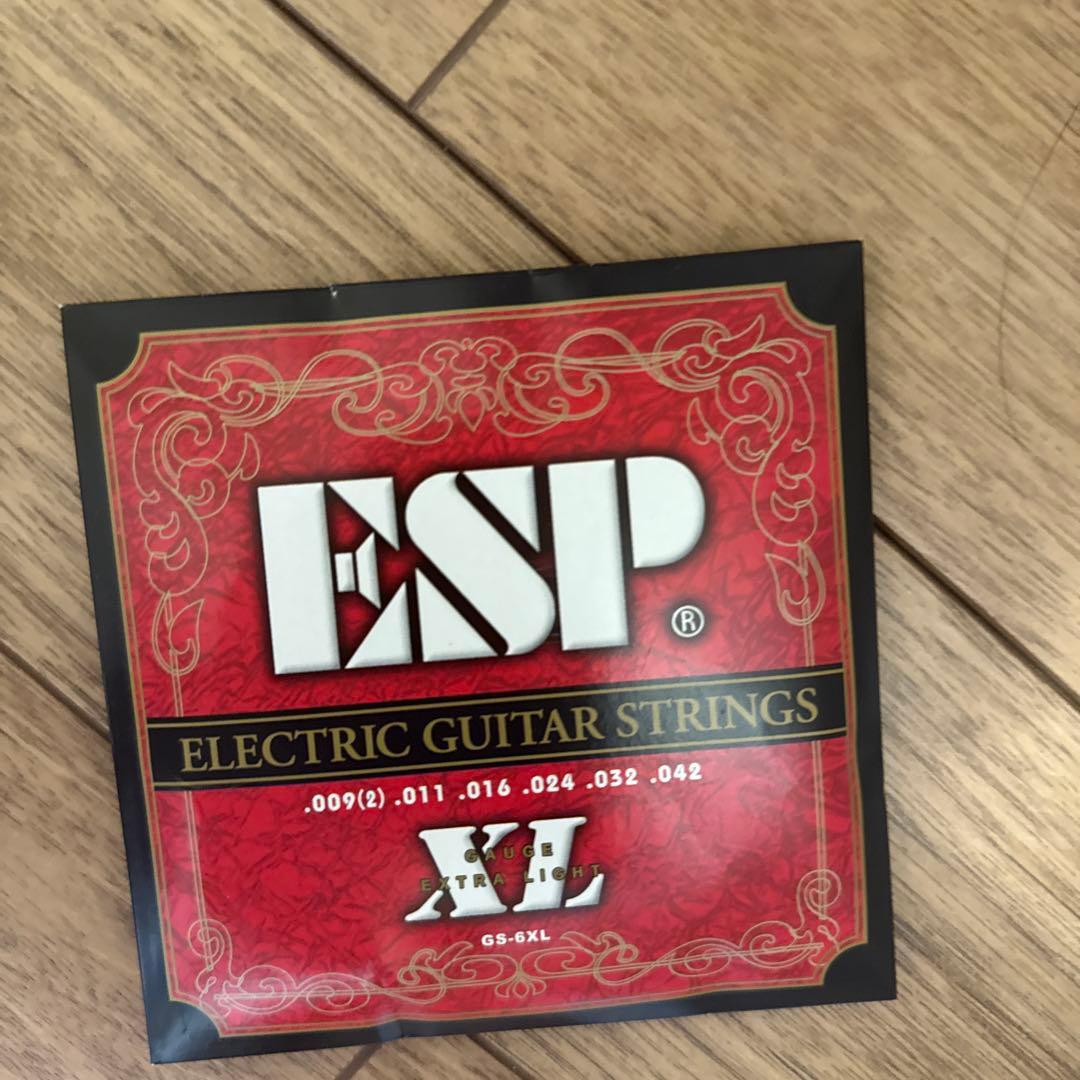 ESP®
ELECTRIC GUITAR STRINGS
.009(2) .011 .016 .024 .032 .042
XL
GAUGE
EXTRA LIGHT
GS-6XL